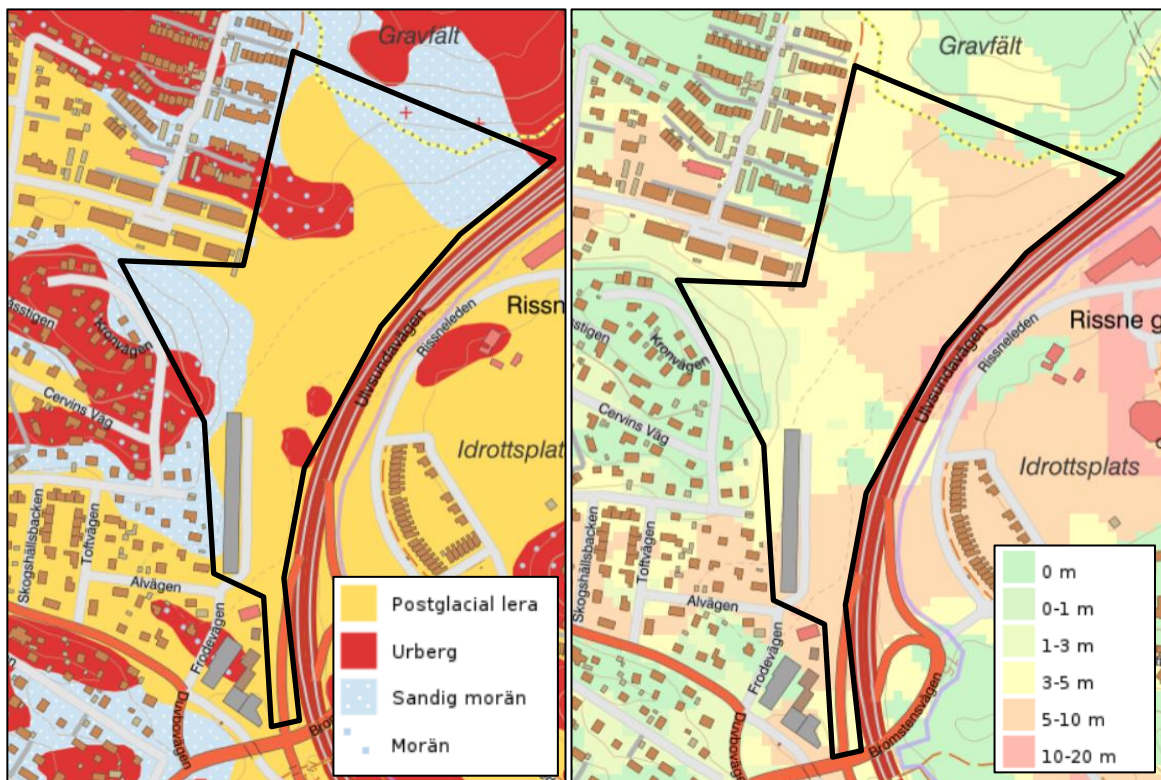 Gravfält
Rissn
Kronvägen
Cervins Väg
Ulvsundavägen
Rissneleden
Idrottsplat
Skogshällsbacken
Toftvägen
Alvägen
Frodevägen
Duvbovägen
Postglacial lera
Urberg
Sandig morän
Morän
Gravfält
Rissne g
Kronvägen
Cervins Väg
Ulvsundavägen
Rissneleden
Idrottsplats
Skogshällsbacken
Toftvägen
Alvägen
Frodevägen
Duvbovägen
Bromstensvägen
0 m
0-1 m
1-3 m
3-5 m
5-10 m
10-20 m